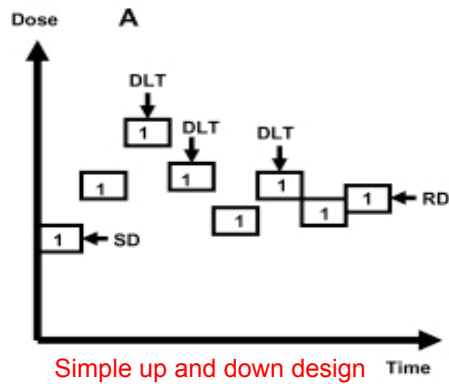 Dose
A
DLT
1
DLT
1
1
DLT
1
1
1
1
1
RD
1
SD
Simple up and down design
Time